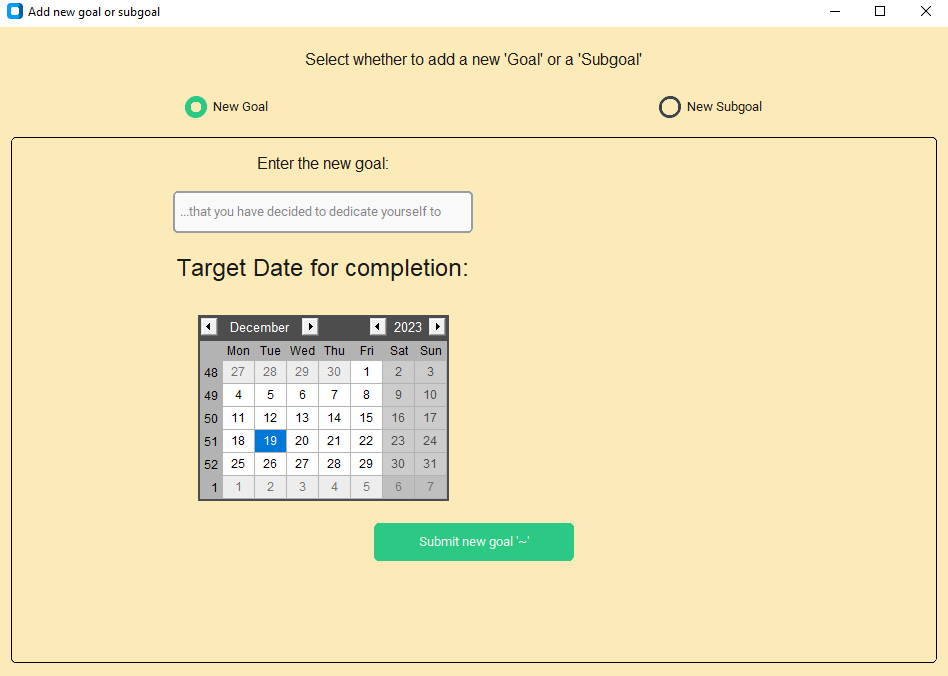 Add new goal or subgoal
Select whether to add a new 'Goal' or a 'Subgoal'
New Goal New Subgoal
Enter the new goal:
...that you have decided to dedicate yourself to
Target Date for completion:
December 2023
Mon Tue Wed Thu Fri Sat Sun
48 27 28 29 30 1 2 3
49 4 5 6 7 8 9 10
50 11 12 13 14 15 16 17
51 18 19 20 21 22 23 24
52 25 26 27 28 29 30 31
1 1 2 3 4 5 6 7
Submit new goal '~'